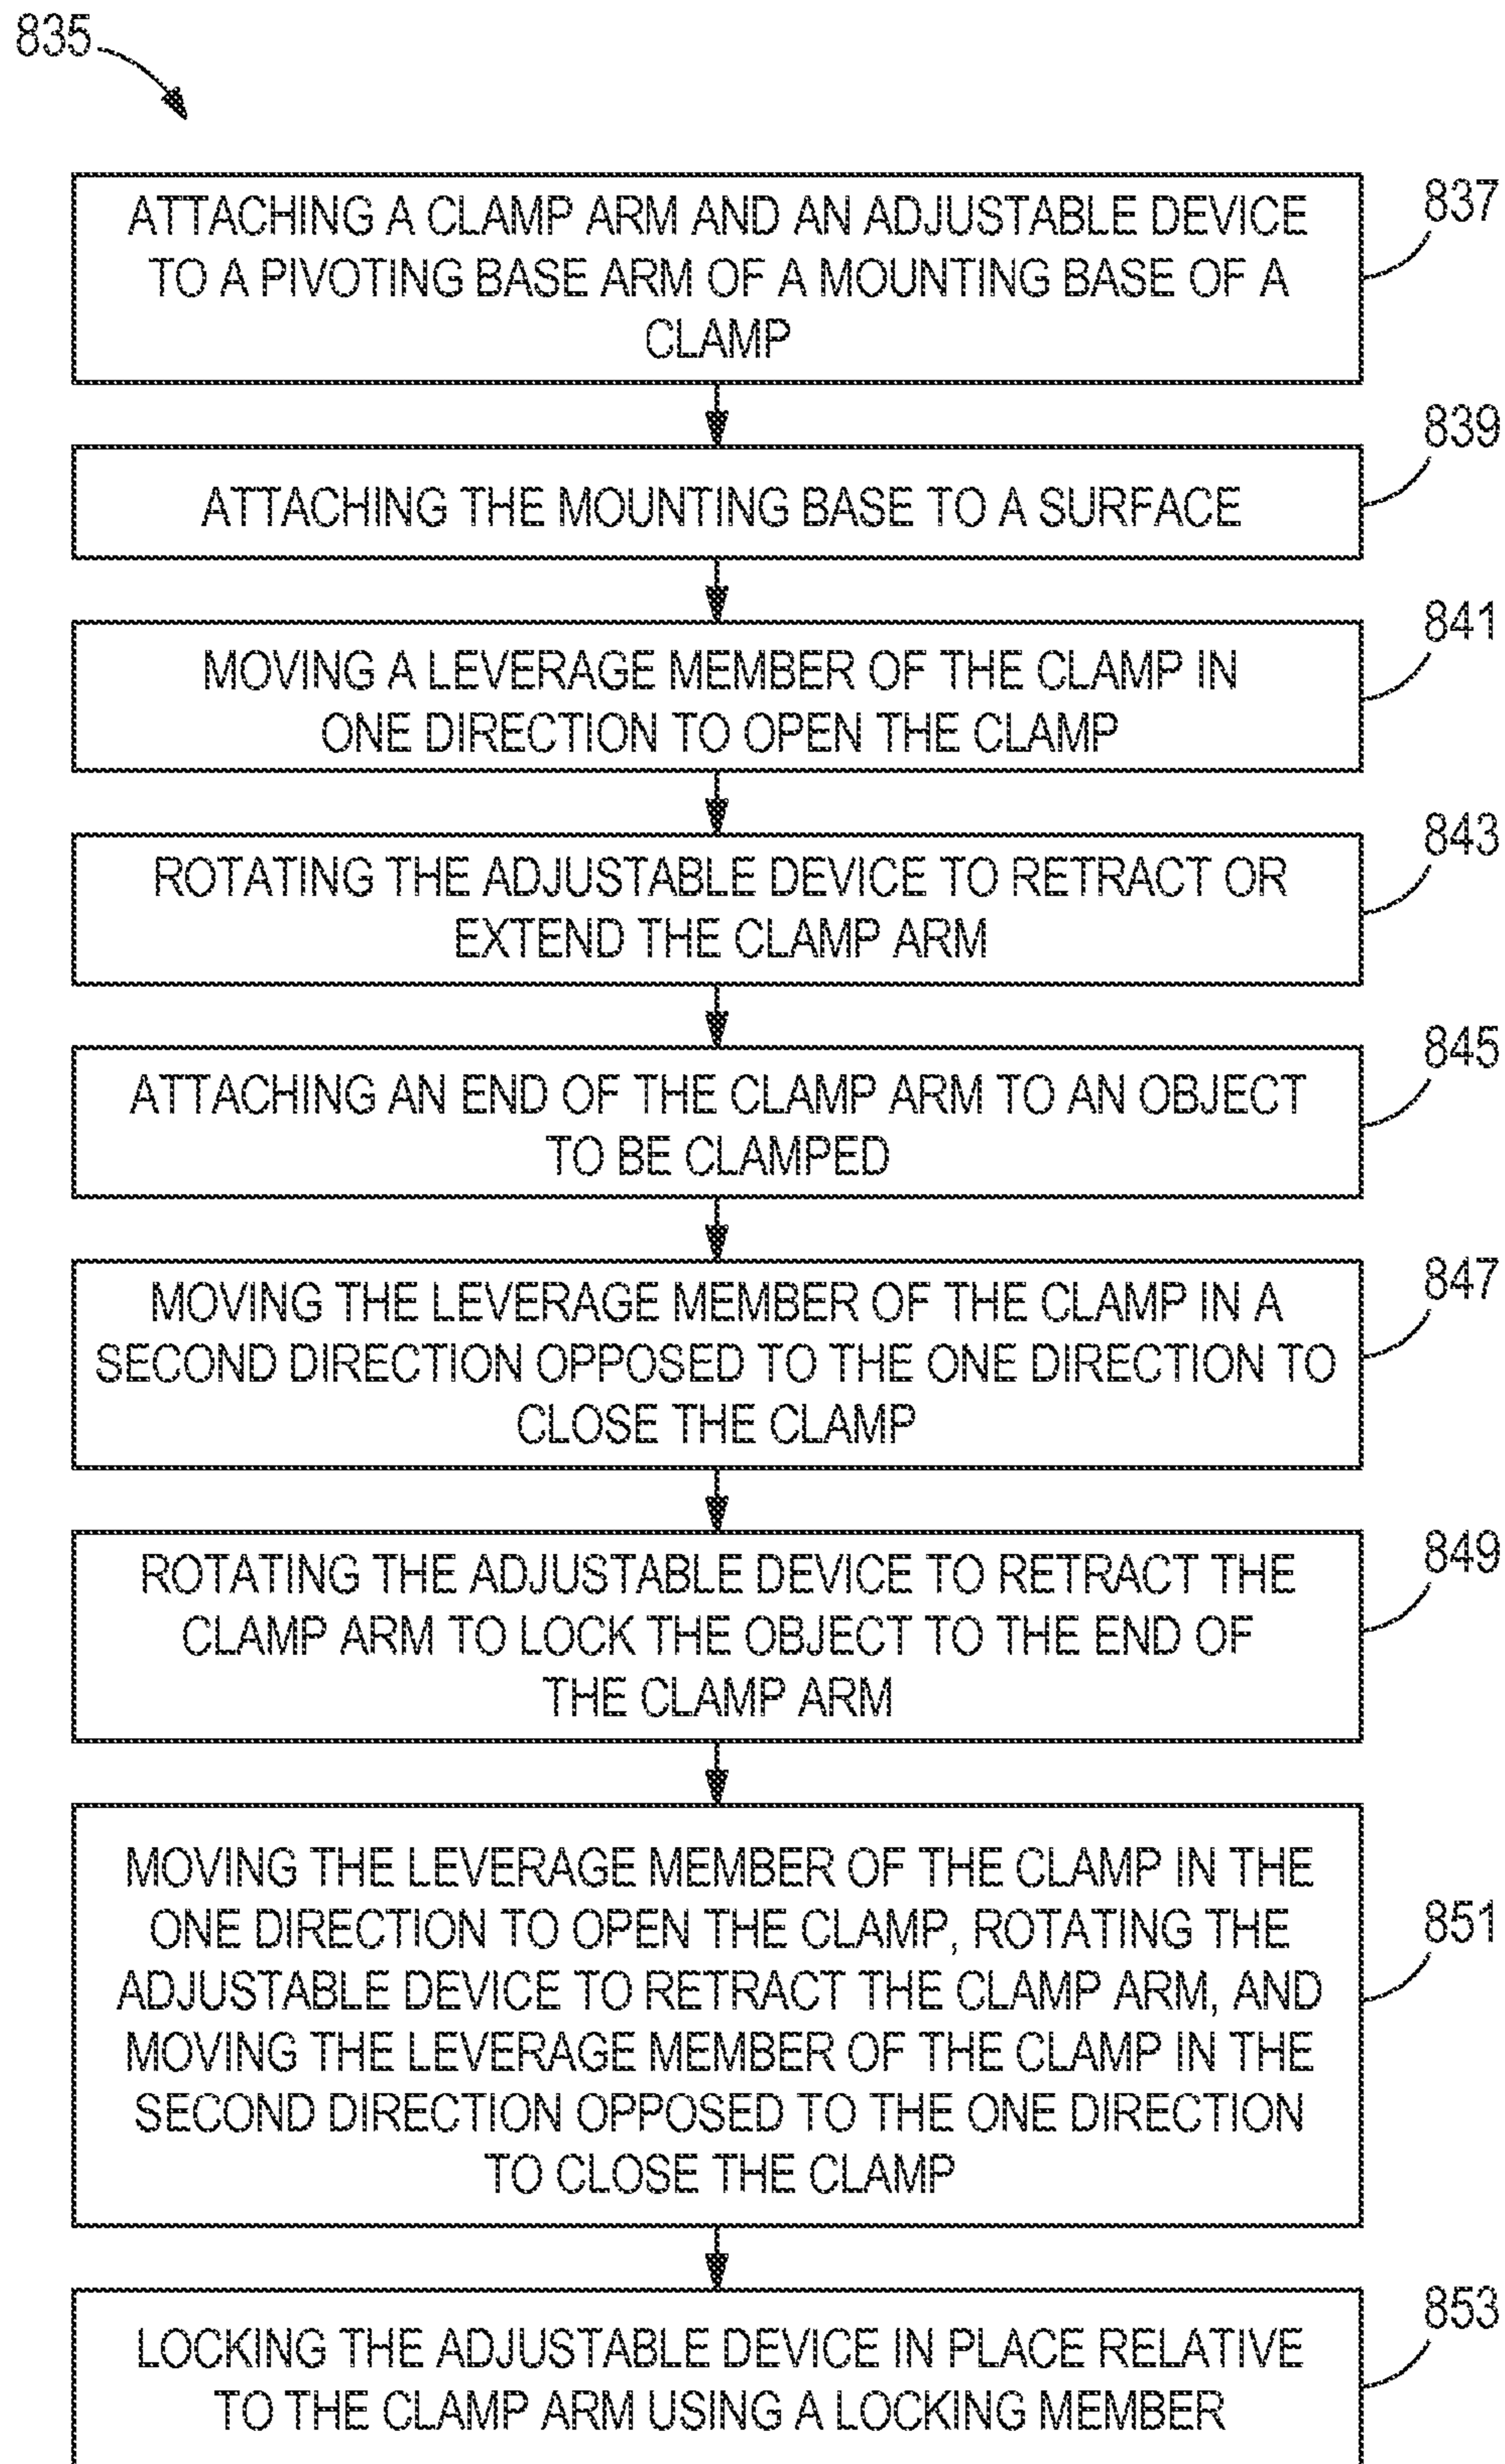 835
ATTACHING A CLAMP ARM AND AN ADJUSTABLE DEVICE
TO A PIVOTING BASE ARM OF A MOUNTING BASE OF A
CLAMP
837
ATTACHING THE MOUNTING BASE TO A SURFACE
839
MOVING A LEVERAGE MEMBER OF THE CLAMP IN
ONE DIRECTION TO OPEN THE CLAMP
841
ROTATING THE ADJUSTABLE DEVICE TO RETRACT OR
EXTEND THE CLAMP ARM
843
ATTACHING AN END OF THE CLAMP ARM TO AN OBJECT
TO BE CLAMPED
845
MOVING THE LEVERAGE MEMBER OF THE CLAMP IN A
SECOND DIRECTION OPPOSED TO THE ONE DIRECTION TO
CLOSE THE CLAMP
847
ROTATING THE ADJUSTABLE DEVICE TO RETRACT THE
CLAMP ARM TO LOCK THE OBJECT TO THE END OF
THE CLAMP ARM
849
MOVING THE LEVERAGE MEMBER OF THE CLAMP IN THE
ONE DIRECTION TO OPEN THE CLAMP, ROTATING THE
ADJUSTABLE DEVICE TO RETRACT THE CLAMP ARM, AND
MOVING THE LEVERAGE MEMBER OF THE CLAMP IN THE
SECOND DIRECTION OPPOSED TO THE ONE DIRECTION
TO CLOSE THE CLAMP
851
LOCKING THE ADJUSTABLE DEVICE IN PLACE RELATIVE
TO THE CLAMP ARM USING A LOCKING MEMBER
853